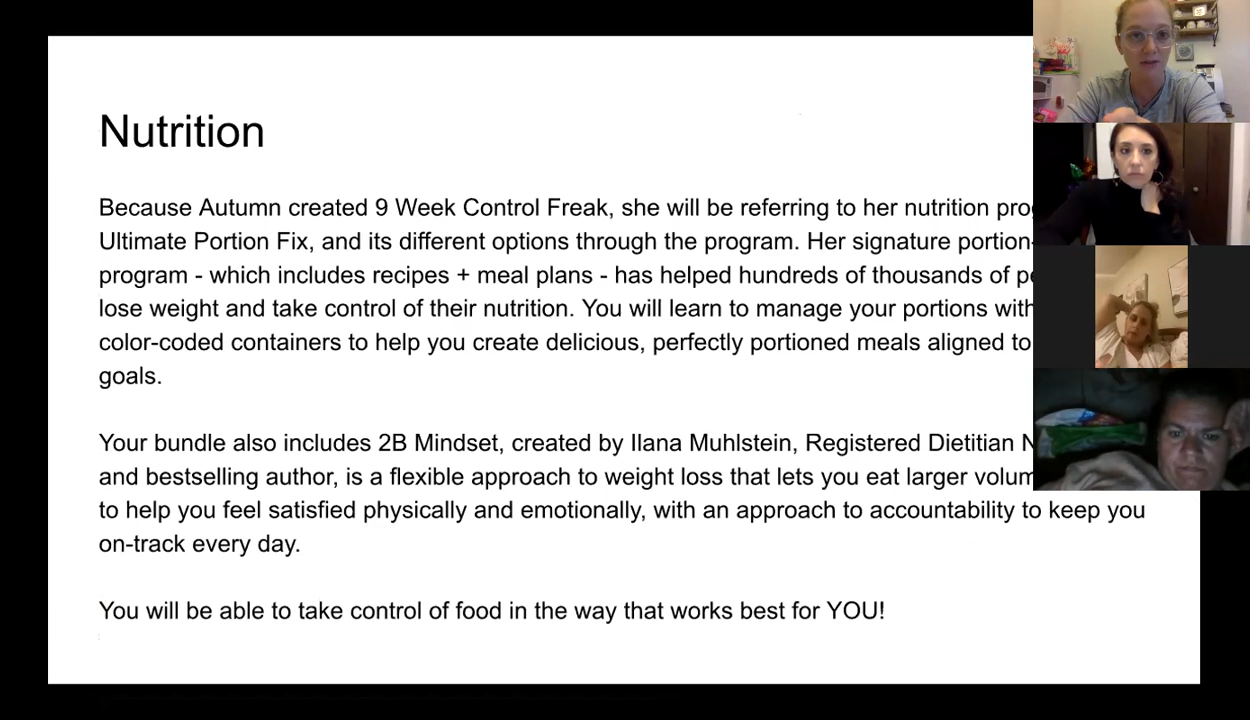 Nutrition
Because Autumn created 9 Week Control Freak, she will be referring to her nutrition
Ultimate Portion Fix, and its different options through the program. Her signature portion-
program - which includes recipes + meal plans - has helped hundreds of thousands of
lose weight and take control of their nutrition. You will learn to manage your portions with
color-coded containers to help you create delicious, perfectly portioned meals aligned to
goals.
Your bundle also includes 2B Mindset, created by Ilana Muhlstein, Registered Dietitian
and bestselling author, is a flexible approach to weight loss that lets you eat larger
to help you feel satisfied physically and emotionally, with an approach to accountability to keep you
on-track every day.
You will be able to take control of food in the way that works best for YOU!